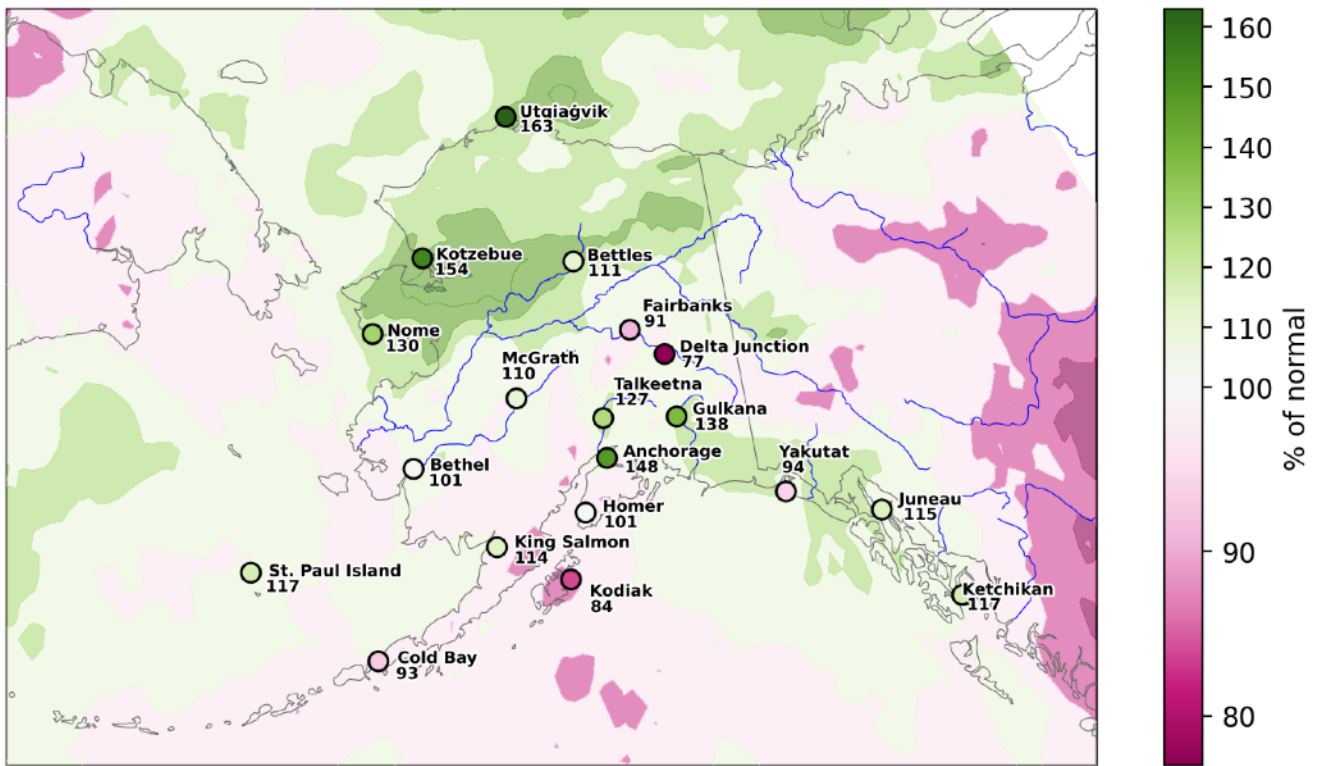 Utqiaġvik
163
Kotzebue
154
Bettles
111
Fairbanks
91
Nome
130
Delta Junction
77
McGrath
110
Talkeetna
127
Gulkana
138
Anchorage
148
Yakutat
94
Bethel
101
Homer
101
Juneau
115
King Salmon
114
St. Paul Island
117
Kodiak
84
Ketchikan
117
Cold Bay
93
160
150
140
130
120
110
100
90
80
% of normal